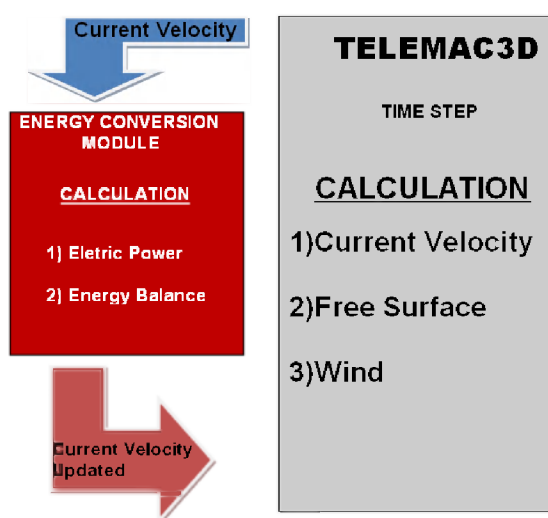 Current Velocity
ENERGY CONVERSION
MODULE
CALCULATION
1) Eletric Power
2) Energy Balance
Current Velocity
Updated
TELEMAC3D
TIME STEP
CALCULATION
1)Current Velocity
2)Free Surface
3)Wind